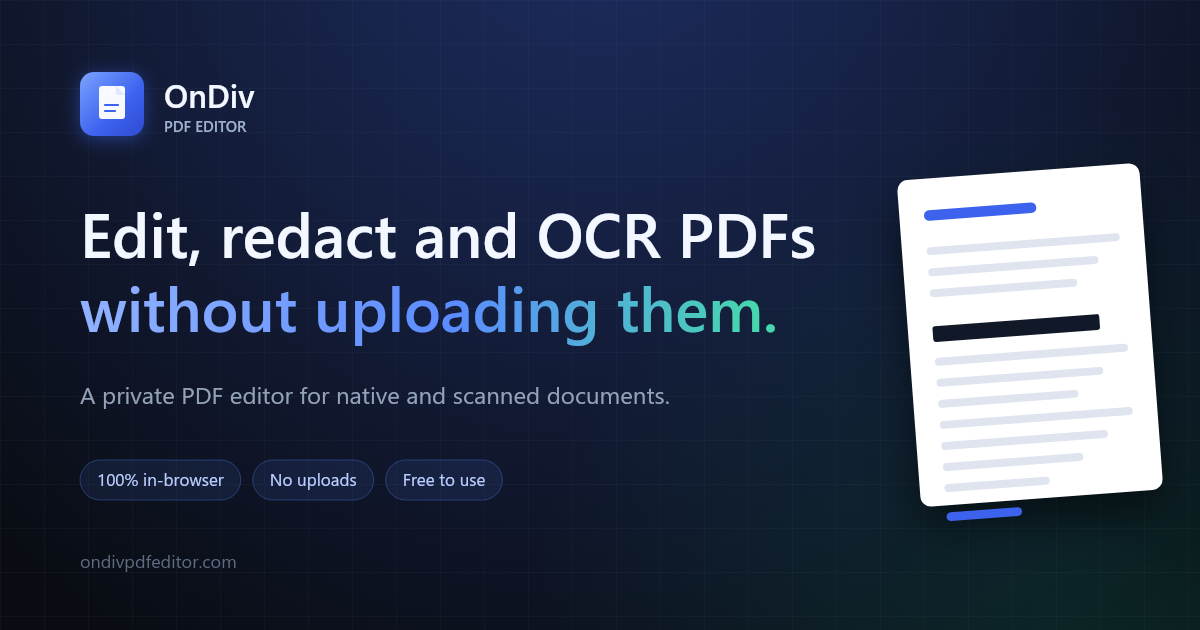 OnDiv
PDF EDITOR
Edit, redact and OCR PDFs
without uploading them.
A private PDF editor for native and scanned documents.
100% in-browser
No uploads
Free to use
ondivpdfeditor.com